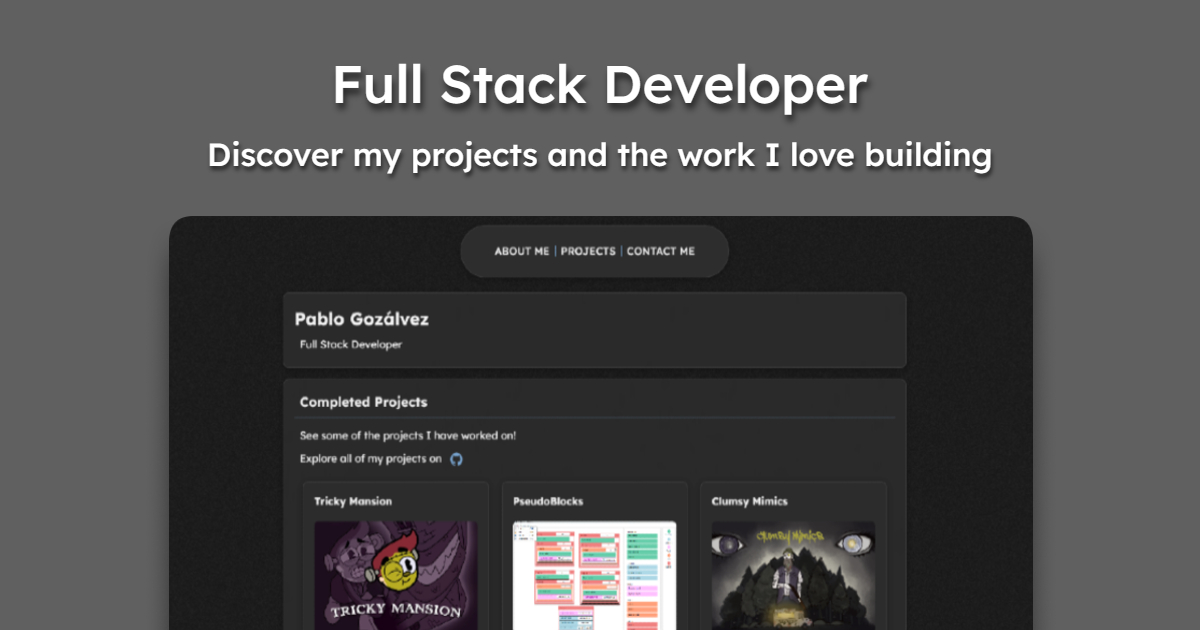 Full Stack Developer
Discover my projects and the work I love building
ABOUT ME | PROJECTS | CONTACT ME
Pablo Gozálvez
Full Stack Developer
Completed Projects
See some of the projects I have worked on!
Explore all of my projects on
Tricky Mansion
PseudoBlocks
Clumsy Mimics
CLUMSY MIMICS
TRICKY MANSION